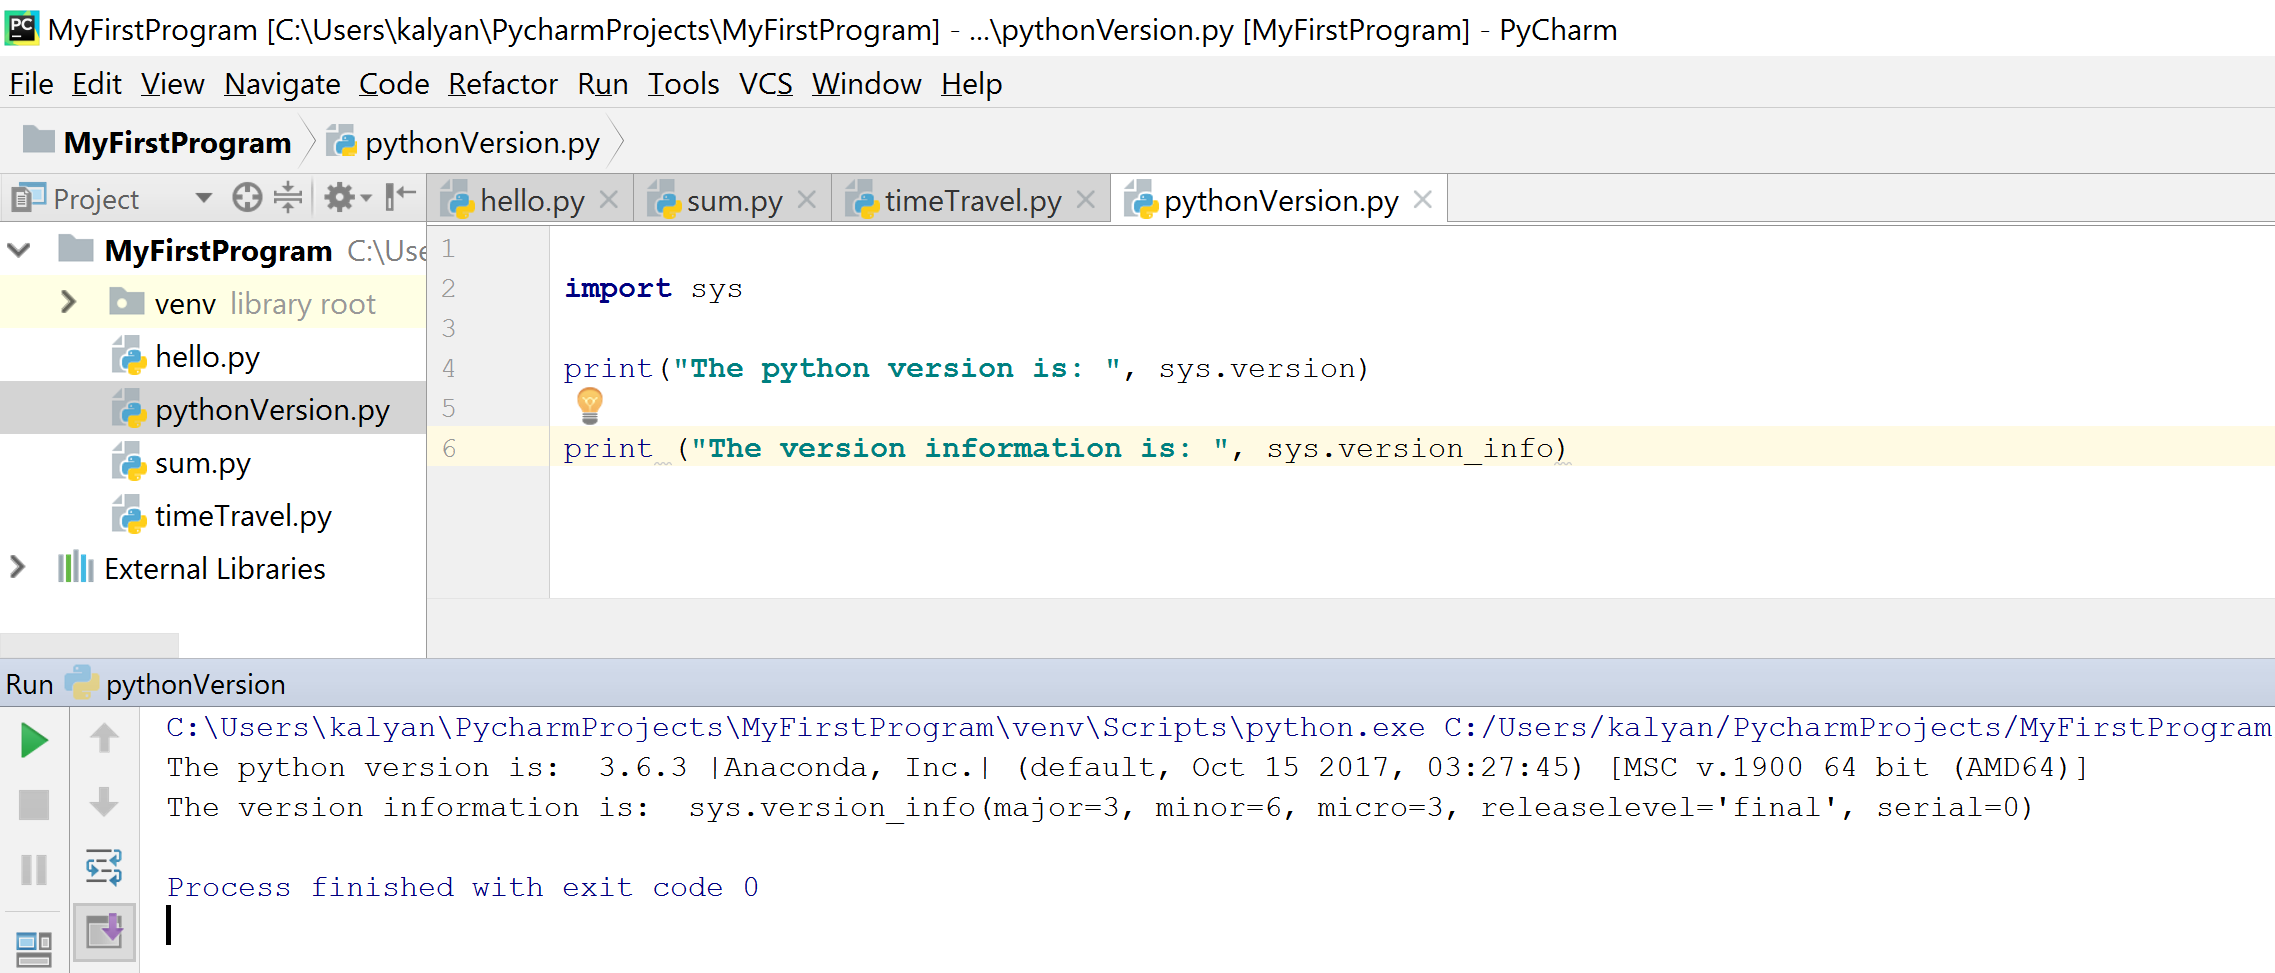 MyFirstProgram [C:\Users\kalyan\PycharmProjects\MyFirstProgram] - ...\pythonVersion.py [MyFirstProgram] - PyCharm
File Edit View Navigate Code Refactor Run Tools VCS Window Help
MyFirstProgram pythonVersion.py
Project
hello.py sum.py timeTravel.py pythonVersion.py
MyFirstProgram C:\Use
venv library root
hello.py
pythonVersion.py
sum.py
timeTravel.py
External Libraries
1
2 import sys
3
4 print("The python version is: ", sys.version)
5
6 print ("The version information is: ", sys.version_info)
Run pythonVersion
C:\Users\kalyan\PycharmProjects\MyFirstProgram\venv\Scripts\python.exe C:/Users/kalyan/PycharmProjects/MyFirstProgram
The python version is:  3.6.3 |Anaconda, Inc.| (default, Oct 15 2017, 03:27:45) [MSC v.1900 64 bit (AMD64)]
The version information is:  sys.version_info(major=3, minor=6, micro=3, releaselevel='final', serial=0)
Process finished with exit code 0